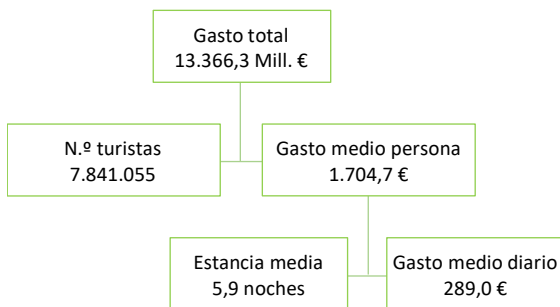 Gasto total
13.366,3 Mill. €
N.º turistas
7.841.055
Gasto medio persona
1.704,7 €
Estancia media
5,9 noches
Gasto medio diario
289,0 €